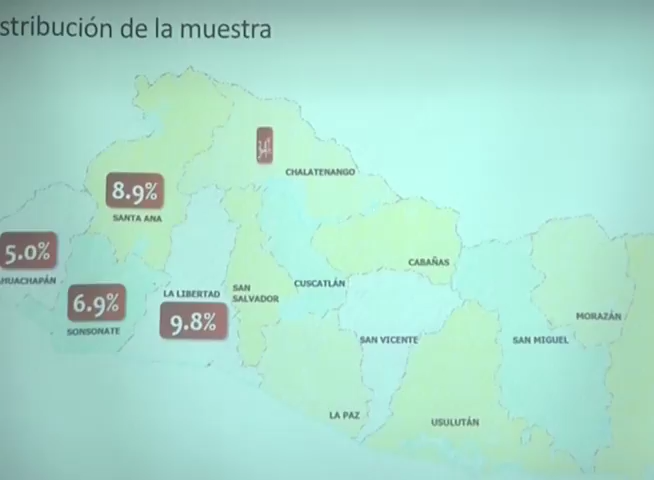 stribución de la muestra
CHALATENANGO
8.9%
SANTA ANA
5.0%
HUACHAPÁN
6.9%
SONSONATE
LA LIBERTAD
9.8%
SAN
SALVADOR
CUSCATLÁN
CABAÑAS
SAN VICENTE
SAN MIGUEL
MORAZÁN
LA PAZ
USULUTÁN